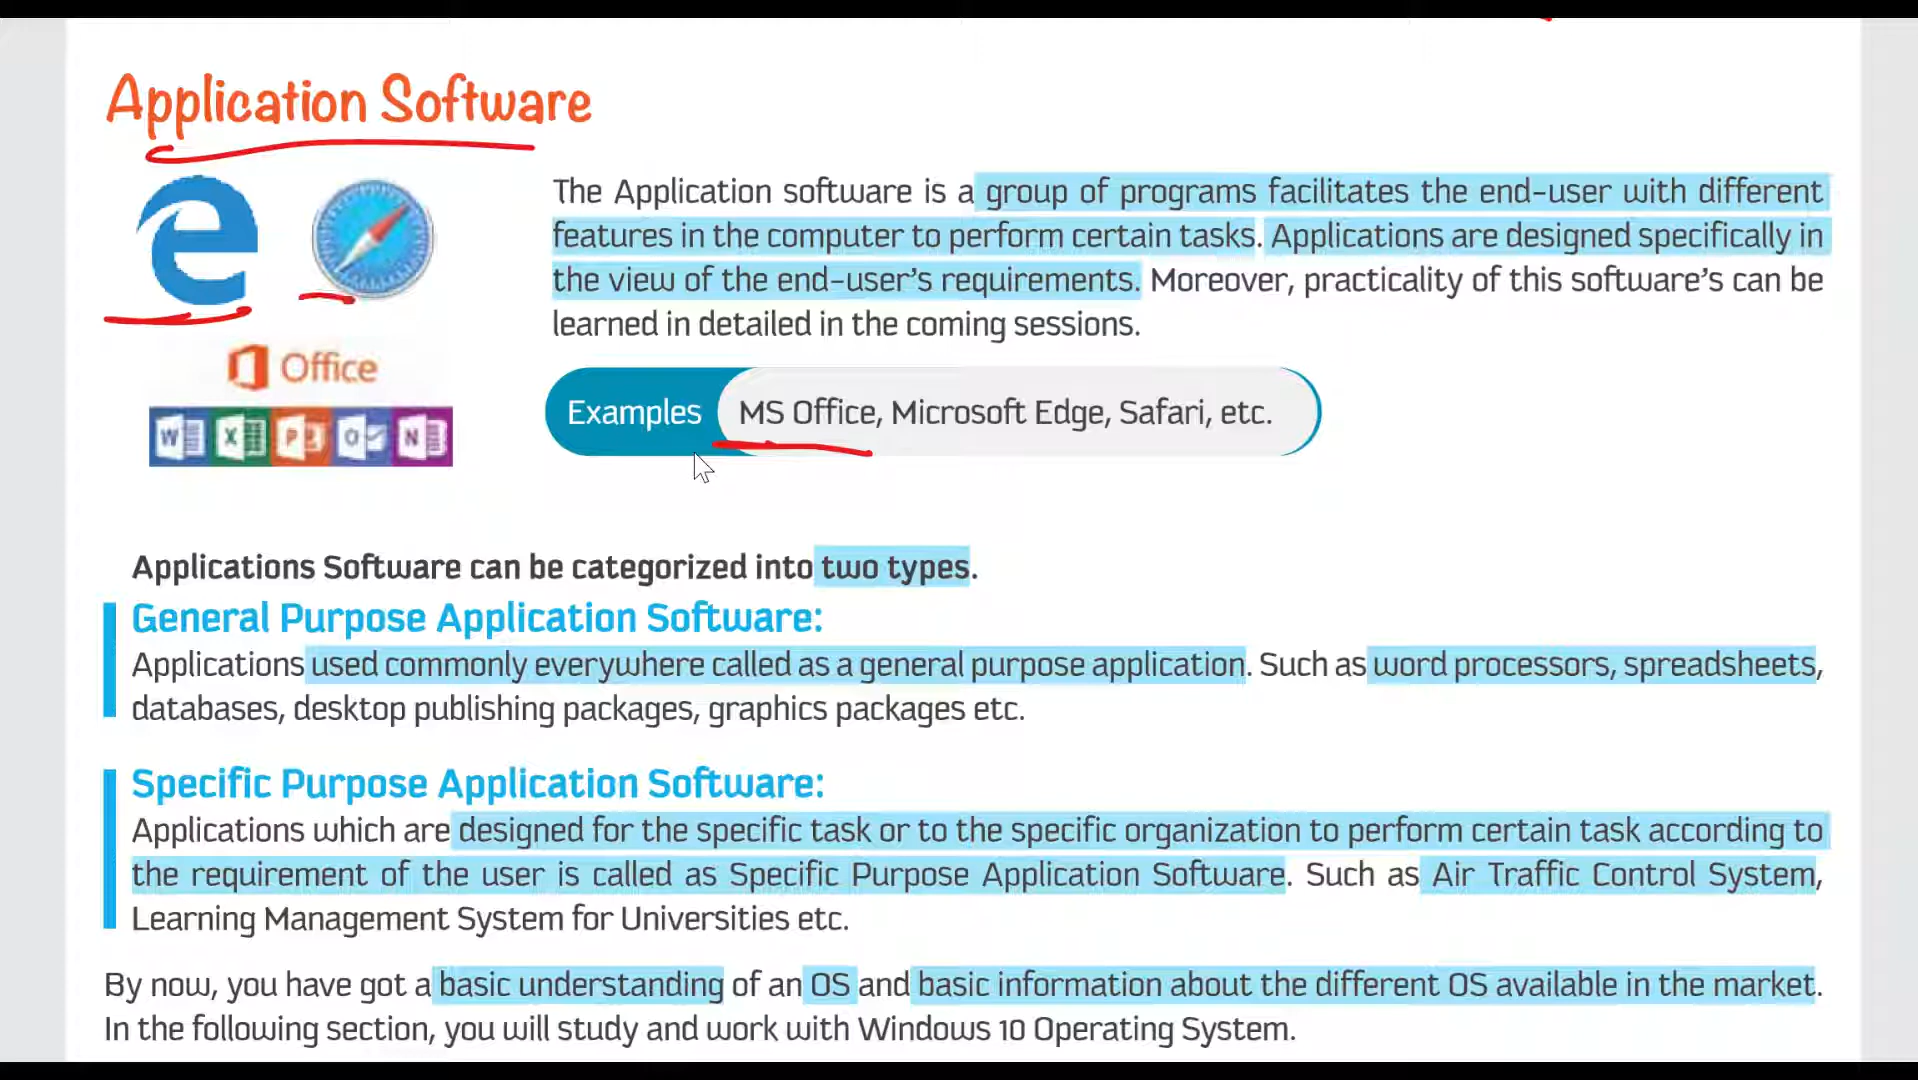 Application Software
The Application software is a group of programs facilitates the end-user with different
features in the computer to perform certain tasks. Applications are designed specifically in
the view of the end-user's requirements. Moreover, practicality of this software's can be
learned in detailed in the coming sessions.
Office
Examples MS Office, Microsoft Edge, Safari, etc.
W X P O N
Applications Software can be categorized into two types.
General Purpose Application Software:
Applications used commonly everywhere called as a general purpose application. Such as word processors, spreadsheets,
databases, desktop publishing packages, graphics packages etc.
Specific Purpose Application Software:
Applications which are designed for the specific task or to the specific organization to perform certain task according to
the requirement of the user is called as Specific Purpose Application Software. Such as Air Traffic Control System,
Learning Management System for Universities etc.
By now, you have got a basic understanding of an OS and basic information about the different OS available in the market.
In the following section, you will study and work with Windows 10 Operating System.